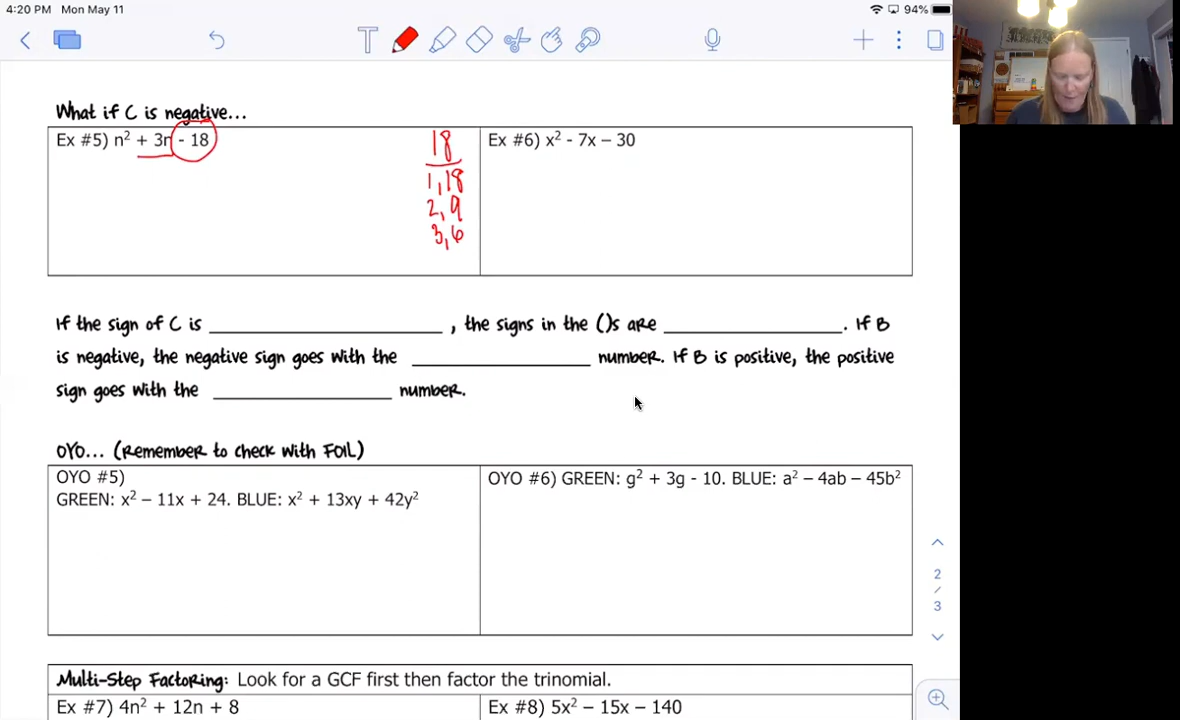 4:20 PM Mon May 11
94%
What if C is negative...
Ex #5) n² + 3n - 18
18
1, 18
2, 9
3, 6
Ex #6) x² - 7x – 30
If the sign of C is ____________________, the signs in the ()s are ________________. If B
is negative, the negative sign goes with the ________________ number. If B is positive, the positive
sign goes with the ________________ number.
OYO... (Remember to check with FOIL)
OYO #5)
GREEN: x² – 11x + 24. BLUE: x² + 13xy + 42y²
OYO #6) GREEN: g² + 3g - 10. BLUE: a² – 4ab – 45b²
2
/
3
Multi-Step Factoring: Look for a GCF first then factor the trinomial.
Ex #7) 4n² + 12n + 8
Ex #8) 5x² – 15x – 140